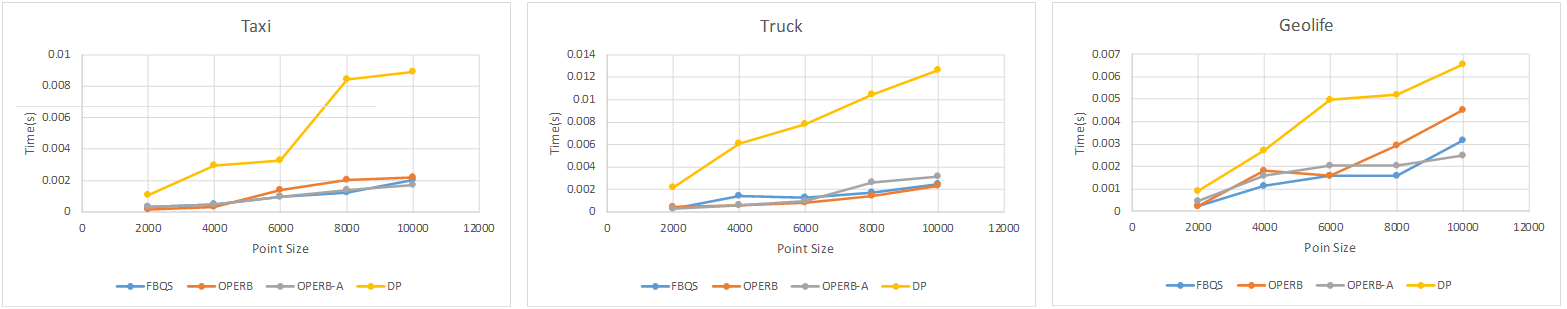 Taxi
0.01
0.008
0.006
0.004
0.002
0
Time(s)
0 2000 4000 6000 8000 10000 12000
Point Size
FBQS OPERB OPERB-A DP
Truck
0.014
0.012
0.01
0.008
0.006
0.004
0.002
0
Time(s)
0 2000 4000 6000 8000 10000 12000
Point Size
FBQS OPERB OPERB-A DP
Geolife
0.007
0.006
0.005
0.004
0.003
0.002
0.001
0
Time(s)
0 2000 4000 6000 8000 10000 12000
Poin Size
FBQS OPERB OPERB-A DP